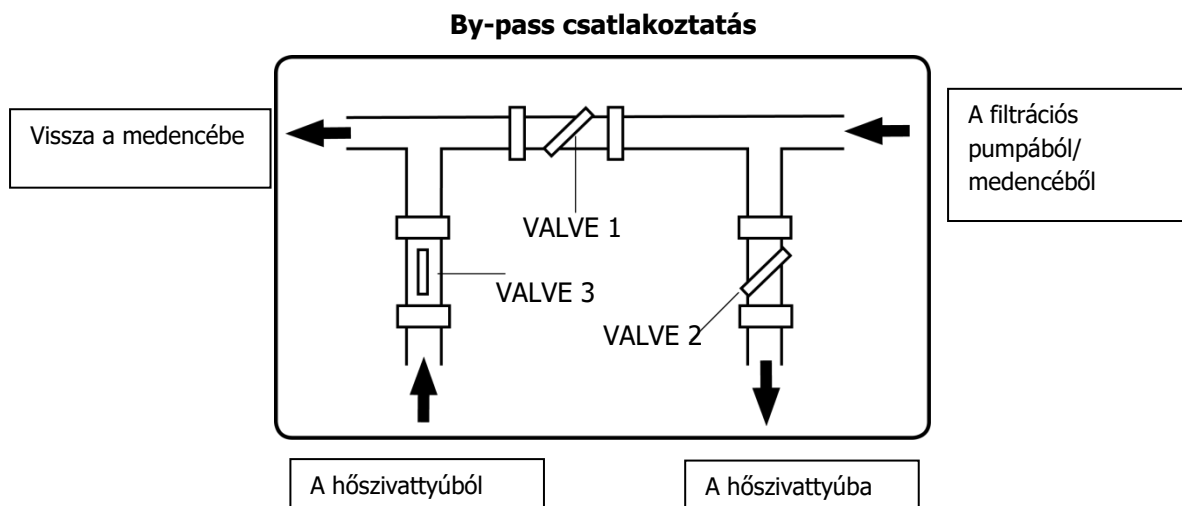 By-pass csatlakoztatás
Vissza a medencébe
A filtrációs
pumpából/
medencéből
VALVE 1
VALVE 3
VALVE 2
A hőszivattyúból
A hőszivattyúba